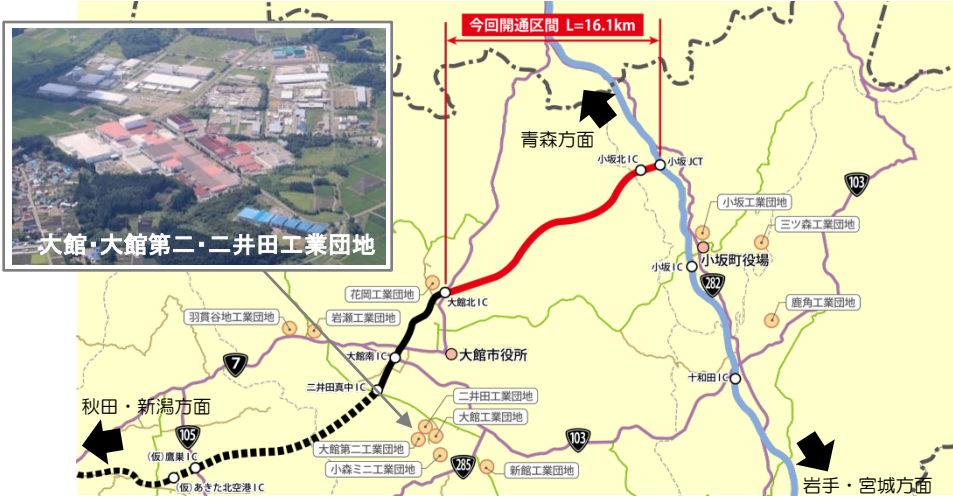 今回開通区間 L=16.1km
青森方面
小坂北IC
小坂JCT
103
小坂工業団地
三ツ森工業団地
小坂町役場
小坂IC
282
大館・大館第二・二井田工業団地
花岡工業団地
大館北IC
鹿角工業団地
羽貫谷地工業団地
岩瀬工業団地
大館南IC
大館市役所
7
十和田IC
二井田真中IC
二井田工業団地
秋田・新潟方面
大館工業団地
105
103
大館第二工業団地
(仮)鷹巣IC
小森ミニ工業団地
285
新館工業団地
(仮)あきた北空港IC
岩手・宮城方面